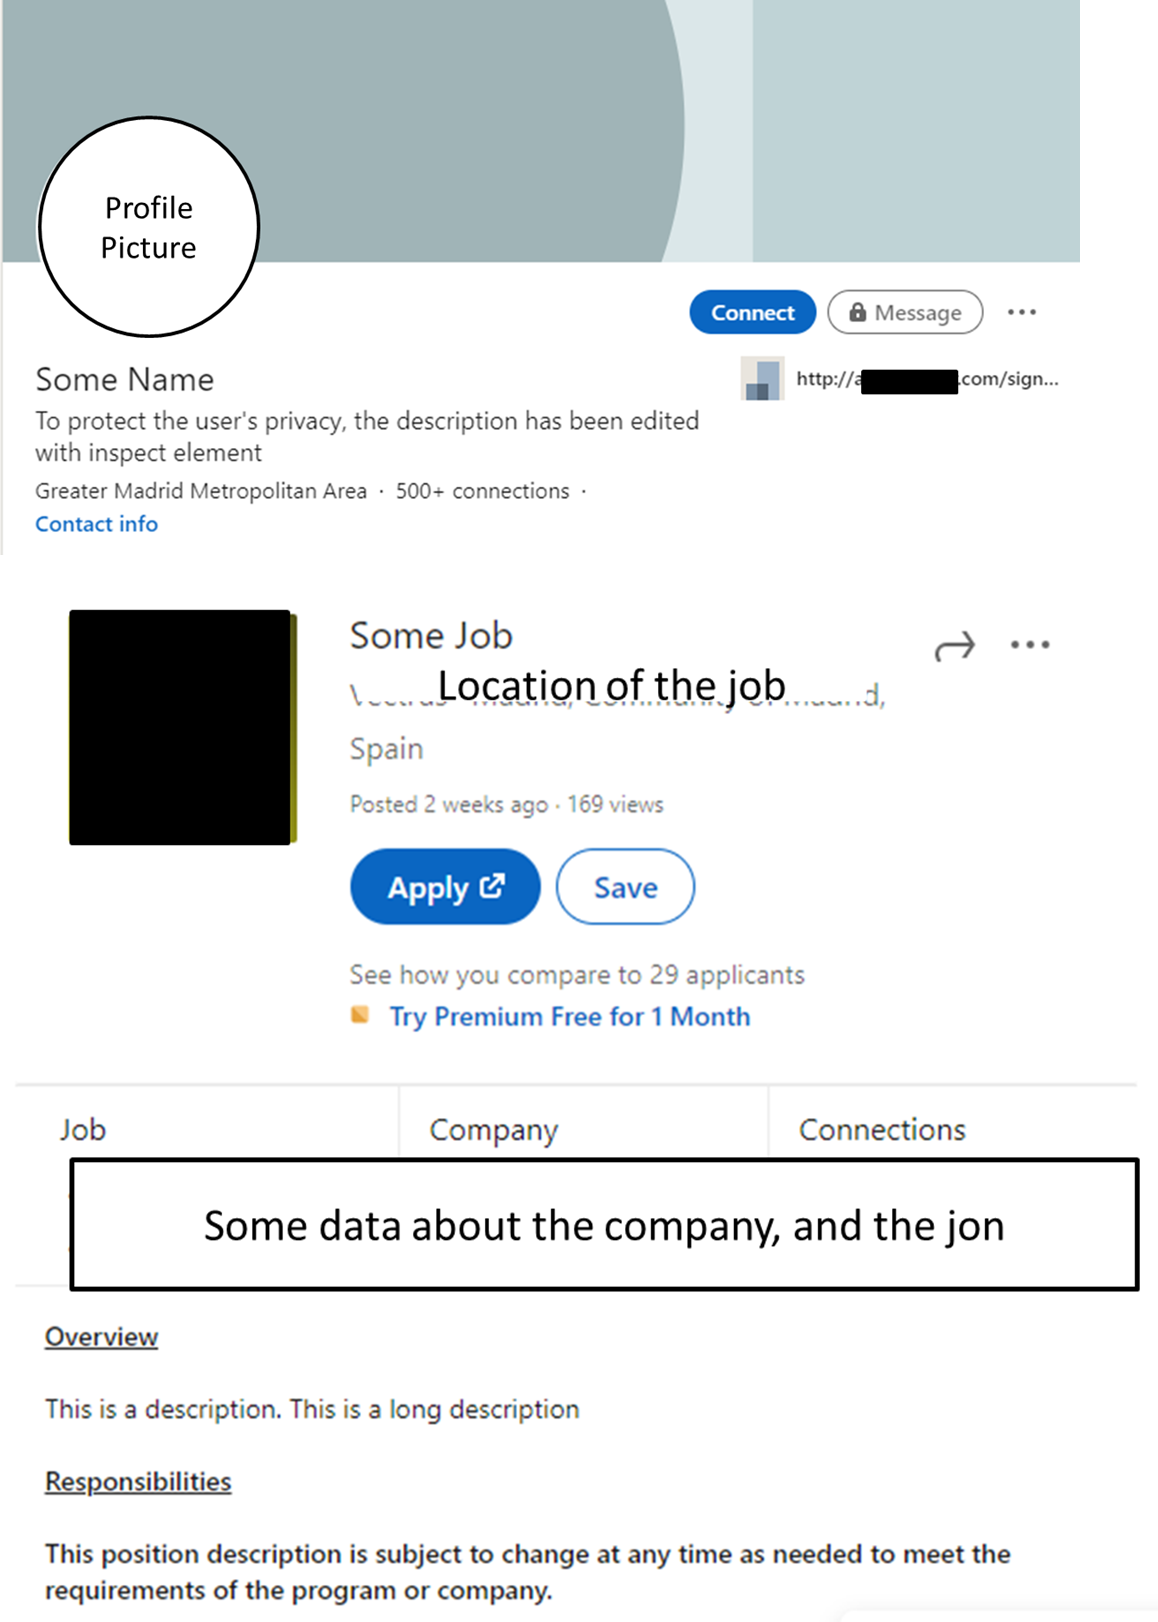 Profile
Picture
Connect
Message
http://a .com/sign...
Some Name
To protect the user's privacy, the description has been edited
with inspect element
Greater Madrid Metropolitan Area · 500+ connections ·
Contact info
Some Job
Location of the job
Spain
Posted 2 weeks ago · 169 views
Apply
Save
See how you compare to 29 applicants
Try Premium Free for 1 Month
Job
Company
Connections
Some data about the company, and the jon
Overview
This is a description. This is a long description
Responsibilities
This position description is subject to change at any time as needed to meet the
requirements of the program or company.